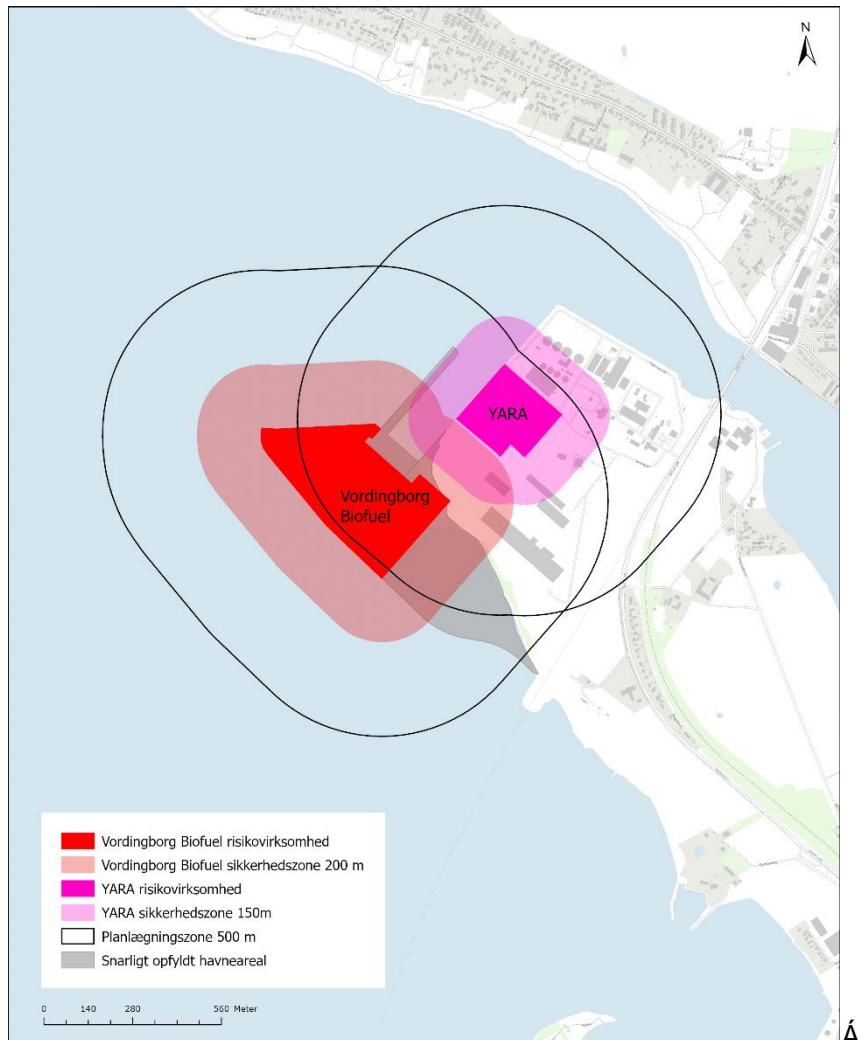 N
YARA
Vordingborg
Biofuel
Vordingborg Biofuel risikovirksomhed
Vordingborg Biofuel sikkerhedszone 200 m
YARA risikovirksomhed
YARA sikkerhedszone 150m
Planlægningszone 500 m
Snarligt opfyldt havneareal
0 140 280 560 Meter
Á